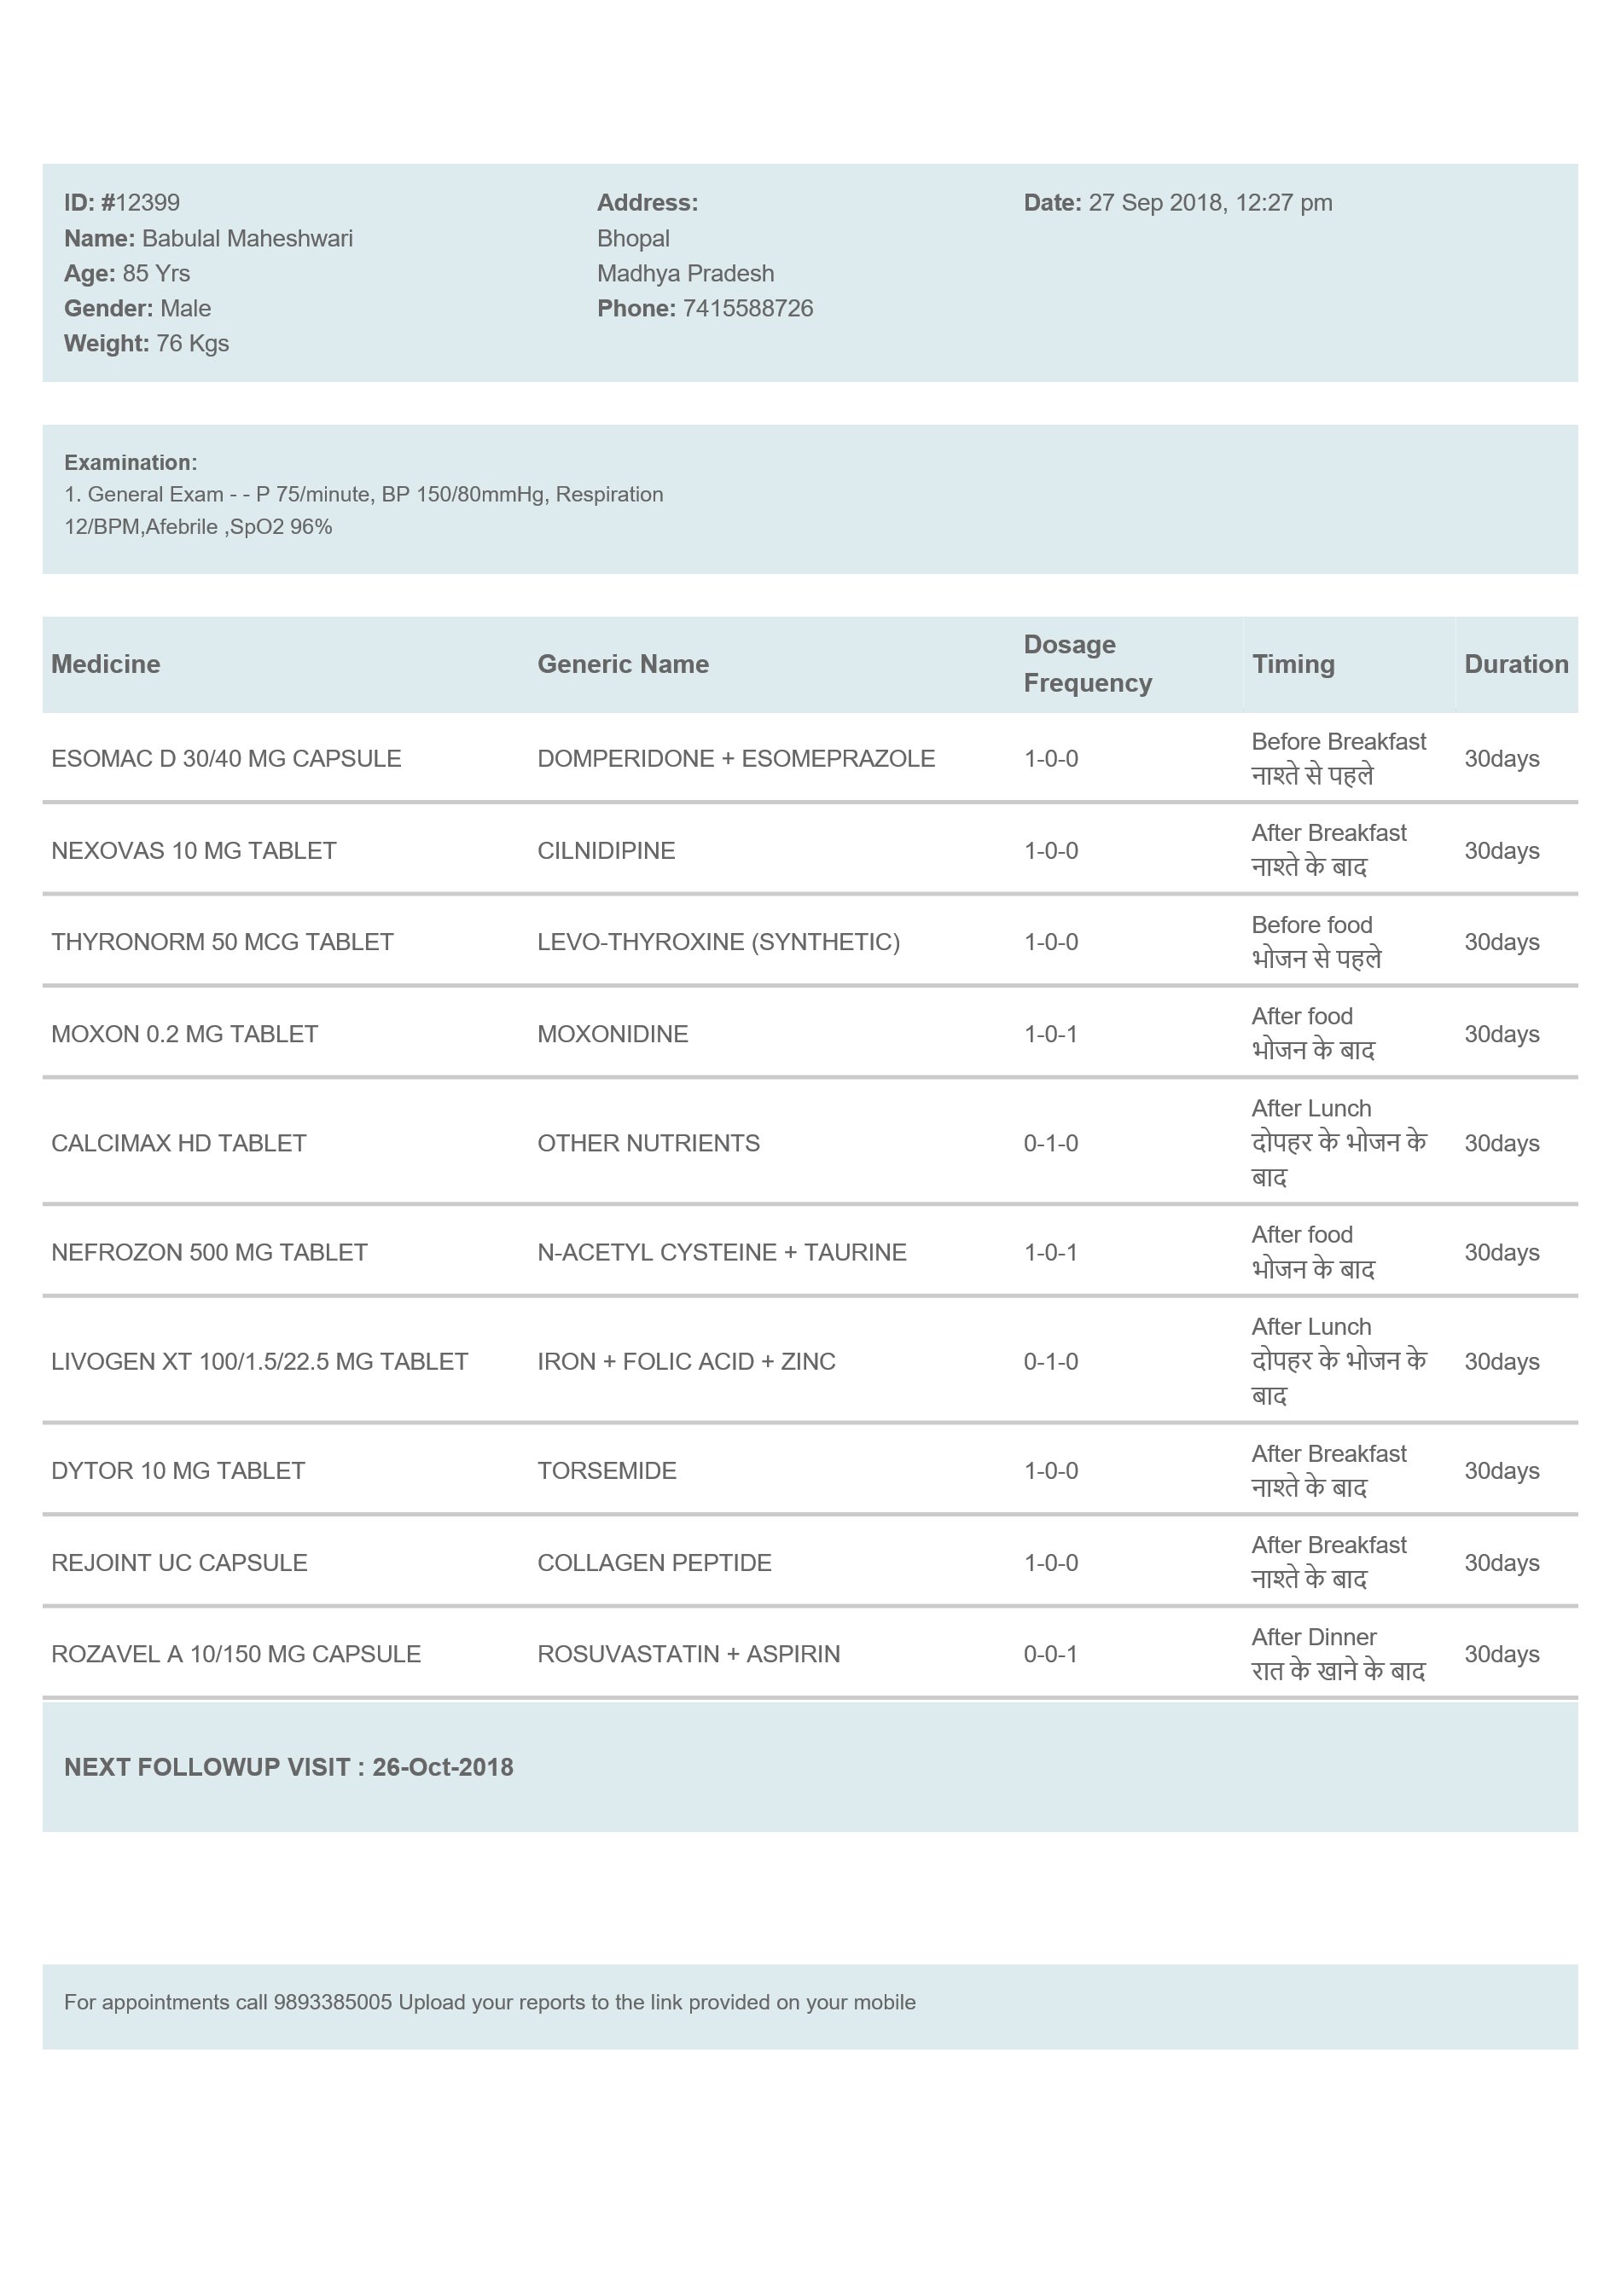 ID: #12399
Name: Babulal Maheshwari
Age: 85 Yrs
Gender: Male
Weight: 76 Kgs
Address:
Bhopal
Madhya Pradesh
Phone: 7415588726
Date: 27 Sep 2018, 12:27 pm
Examination:
1. General Exam - - P 75/minute, BP 150/80mmHg, Respiration
12/BPM,Afebrile ,SpO2 96%
Medicine Generic Name Dosage Frequency Timing Duration
ESOMAC D 30/40 MG CAPSULE DOMPERIDONE + ESOMEPRAZOLE 1-0-0 Before Breakfast 30days
नाश्ते से पहले
NEXOVAS 10 MG TABLET CILNIDIPINE 1-0-0 After Breakfast 30days
नाश्ते के बाद
THYRONORM 50 MCG TABLET LEVO-THYROXINE (SYNTHETIC) 1-0-0 Before food 30days
भोजन से पहले
MOXON 0.2 MG TABLET MOXONIDINE 1-0-1 After food 30days
भोजन के बाद
CALCIMAX HD TABLET OTHER NUTRIENTS 0-1-0 After Lunch 30days
दोपहर के भोजन के
बाद
NEFROZON 500 MG TABLET N-ACETYL CYSTEINE + TAURINE 1-0-1 After food 30days
भोजन के बाद
LIVOGEN XT 100/1.5/22.5 MG TABLET IRON + FOLIC ACID + ZINC 0-1-0 After Lunch 30days
दोपहर के भोजन के
बाद
DYTOR 10 MG TABLET TORSEMIDE 1-0-0 After Breakfast 30days
नाश्ते के बाद
REJOINT UC CAPSULE COLLAGEN PEPTIDE 1-0-0 After Breakfast 30days
नाश्ते के बाद
ROZAVEL A 10/150 MG CAPSULE ROSUVASTATIN + ASPIRIN 0-0-1 After Dinner 30days
रात के खाने के बाद
NEXT FOLLOWUP VISIT : 26-Oct-2018
For appointments call 9893385005 Upload your reports to the link provided on your mobile